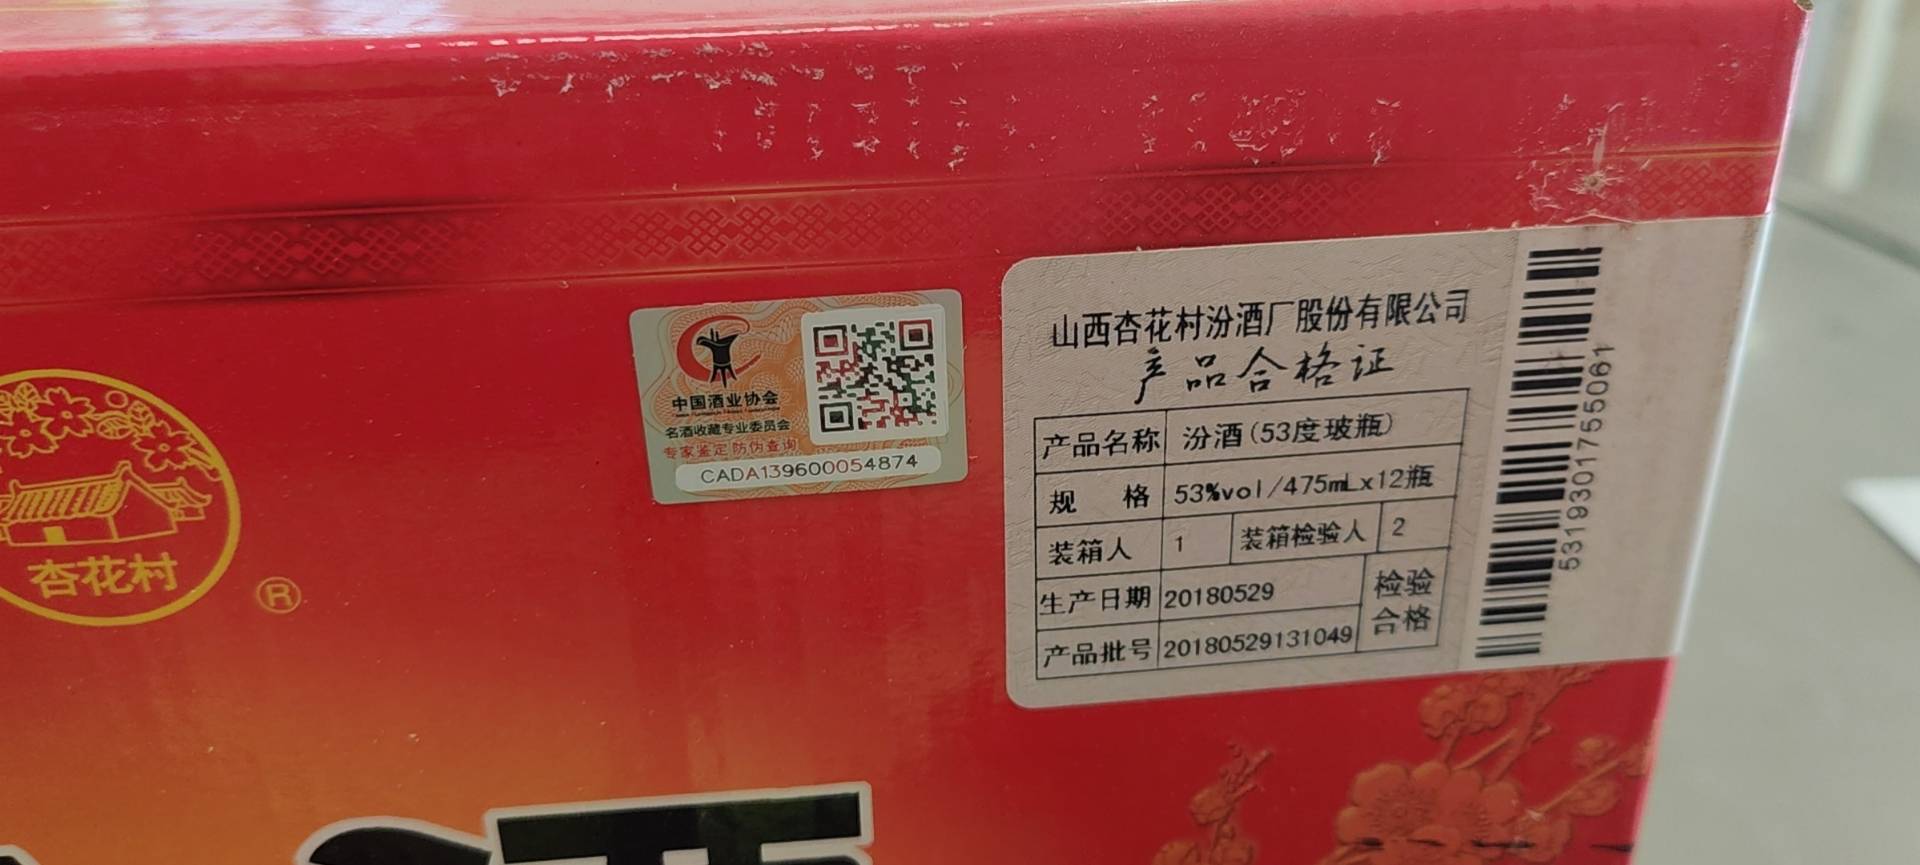 杏花村
®
中国酒业协会
名酒收藏专业委员会
专家鉴定 防伪查询
CADA139600054874
山西杏花村汾酒厂股份有限公司
产品合格证
产品名称 汾酒(53度玻瓶)
规 格 53%vol/475mLx12瓶
装箱人 1 装箱检验人 2
生产日期 20180529 检验
产品批号 20180529131049 合格
5319301755061
酒